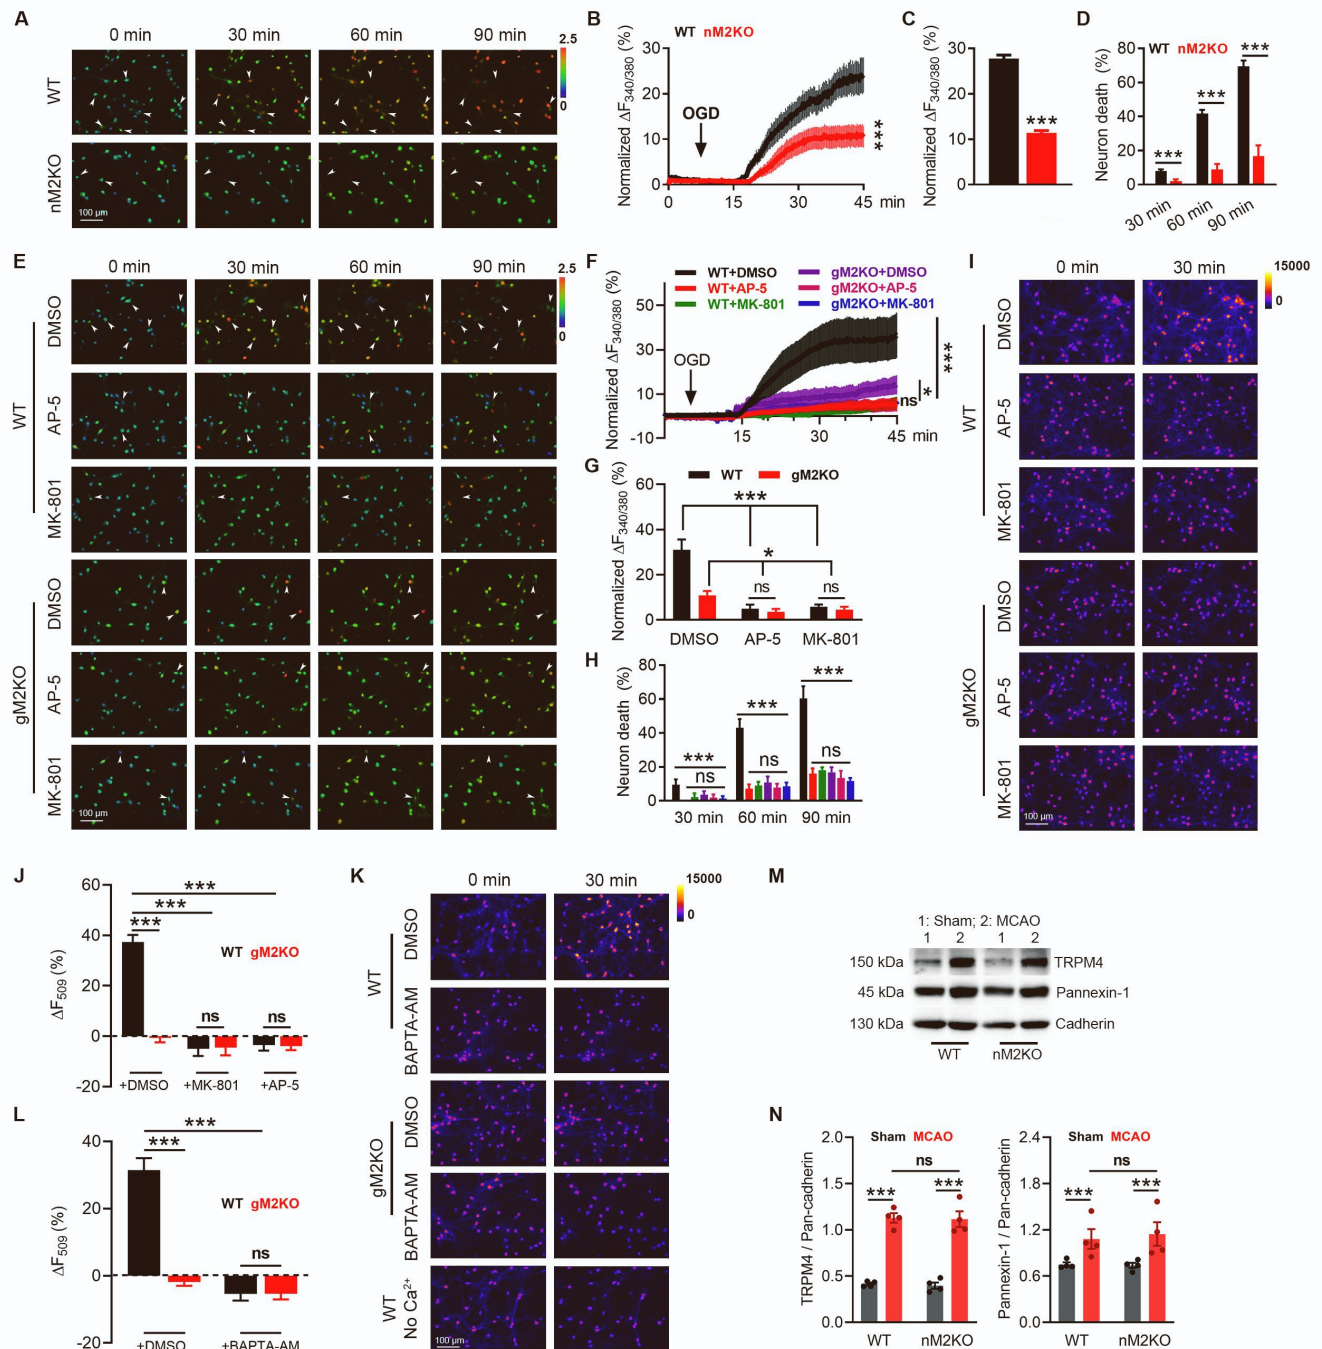 A
0 min
30 min
60 min
90 min
2.5
0
WT
nM2KO
100 µm
B
WT nM2KO
Normalized ΔF340/380 (%)
30
20
10
0
OGD
***
0
15
30
45
min
C
Normalized ΔF340/380 (%)
30
20
10
0
***
D
WT nM2KO
Neuron death (%)
80
60
40
20
0
***
***
***
30 min
60 min
90 min
E
0 min
30 min
60 min
90 min
2.5
0
WT
DMSO
AP-5
MK-801
gM2KO
DMSO
AP-5
MK-801
100 µm
F
WT+DMSO
WT+AP-5
WT+MK-801
gM2KO+DMSO
gM2KO+AP-5
gM2KO+MK-801
Normalized ΔF340/380 (%)
50
30
10
-10
OGD
ns
*
***
15
30
45
min
G
WT
gM2KO
Normalized ΔF340/380 (%)
60
40
20
0
***
*
ns
ns
DMSO
AP-5
MK-801
H
Neuron death (%)
80
60
40
20
0
***
ns
***
ns
***
ns
30 min
60 min
90 min
I
0 min
30 min
15000
0
WT
DMSO
AP-5
MK-801
gM2KO
DMSO
AP-5
MK-801
100 µm
J
ΔF509 (%)
60
40
20
0
-20
***
***
***
WT gM2KO
ns
ns
+DMSO
+MK-801
+AP-5
K
0 min
30 min
15000
0
WT
DMSO
BAPTA-AM
gM2KO
DMSO
BAPTA-AM
WT
No Ca2+
100 µm
L
ΔF509 (%)
40
20
0
-20
***
***
WT gM2KO
ns
+DMSO
+BAPTA-AM
M
1: Sham; 2: MCAO
1 2 1 2
150 kDa
TRPM4
45 kDa
Pannexin-1
130 kDa
Cadherin
WT
nM2KO
N
Sham MCAO
TRPM4 / Pan-cadherin
2.0
1.5
1.0
0.5
0
ns
***
***
WT
nM2KO
Sham MCAO
Pannexin-1 / Pan-cadherin
2.4
1.8
1.2
0.6
0
ns
***
***
WT
nM2KO